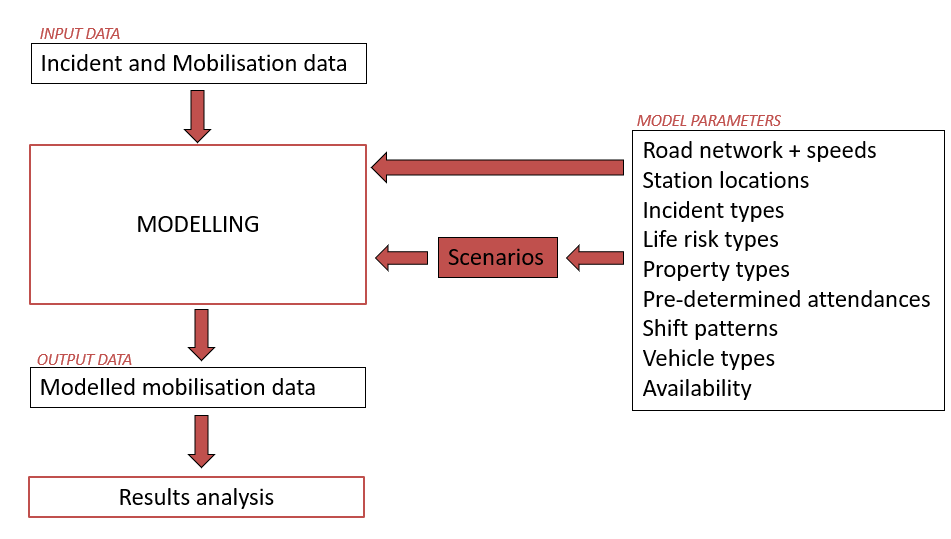 INPUT DATA
Incident and Mobilisation data
MODELLING
OUTPUT DATA
Modelled mobilisation data
Results analysis
Scenarios
MODEL PARAMETERS
Road network + speeds
Station locations
Incident types
Life risk types
Property types
Pre-determined attendances
Shift patterns
Vehicle types
Availability